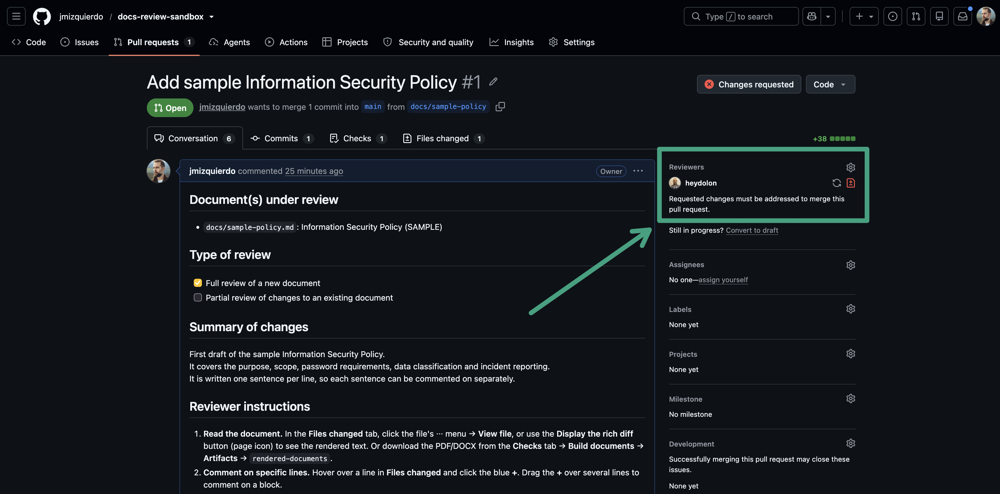 jmizquierdo / docs-review-sandbox
Type / to search
Code
Issues
Pull requests 1
Agents
Actions
Projects
Security and quality
Insights
Settings
Add sample Information Security Policy #1
Changes requested
Code
Open
jmizquierdo wants to merge 1 commit into main from docs/sample-policy
Conversation 6
Commits 1
Checks 1
Files changed 1
+38
jmizquierdo commented 25 minutes ago
Owner
Document(s) under review
docs/sample-policy.md: Information Security Policy (SAMPLE)
Type of review
Full review of a new document
Partial review of changes to an existing document
Summary of changes
First draft of the sample Information Security Policy.
It covers the purpose, scope, password requirements, data classification and incident reporting.
It is written one sentence per line, so each sentence can be commented on separately.
Reviewer instructions
1. Read the document. In the Files changed tab, click the file's ··· menu → View file, or use the Display the rich diff
button (page icon) to see the rendered text. Or download the PDF/DOCX from the Checks tab → Build documents →
Artifacts → rendered-documents.
2. Comment on specific lines. Hover over a line in Files changed and click the blue +. Drag the + over several lines to
comment on a block.
Reviewers
heydolon
Requested changes must be addressed to merge this
pull request.
Still in progress? Convert to draft
Assignees
No one—assign yourself
Labels
None yet
Projects
None yet
Milestone
No milestone
Development
Successfully merging this pull request may close these
issues.
None yet